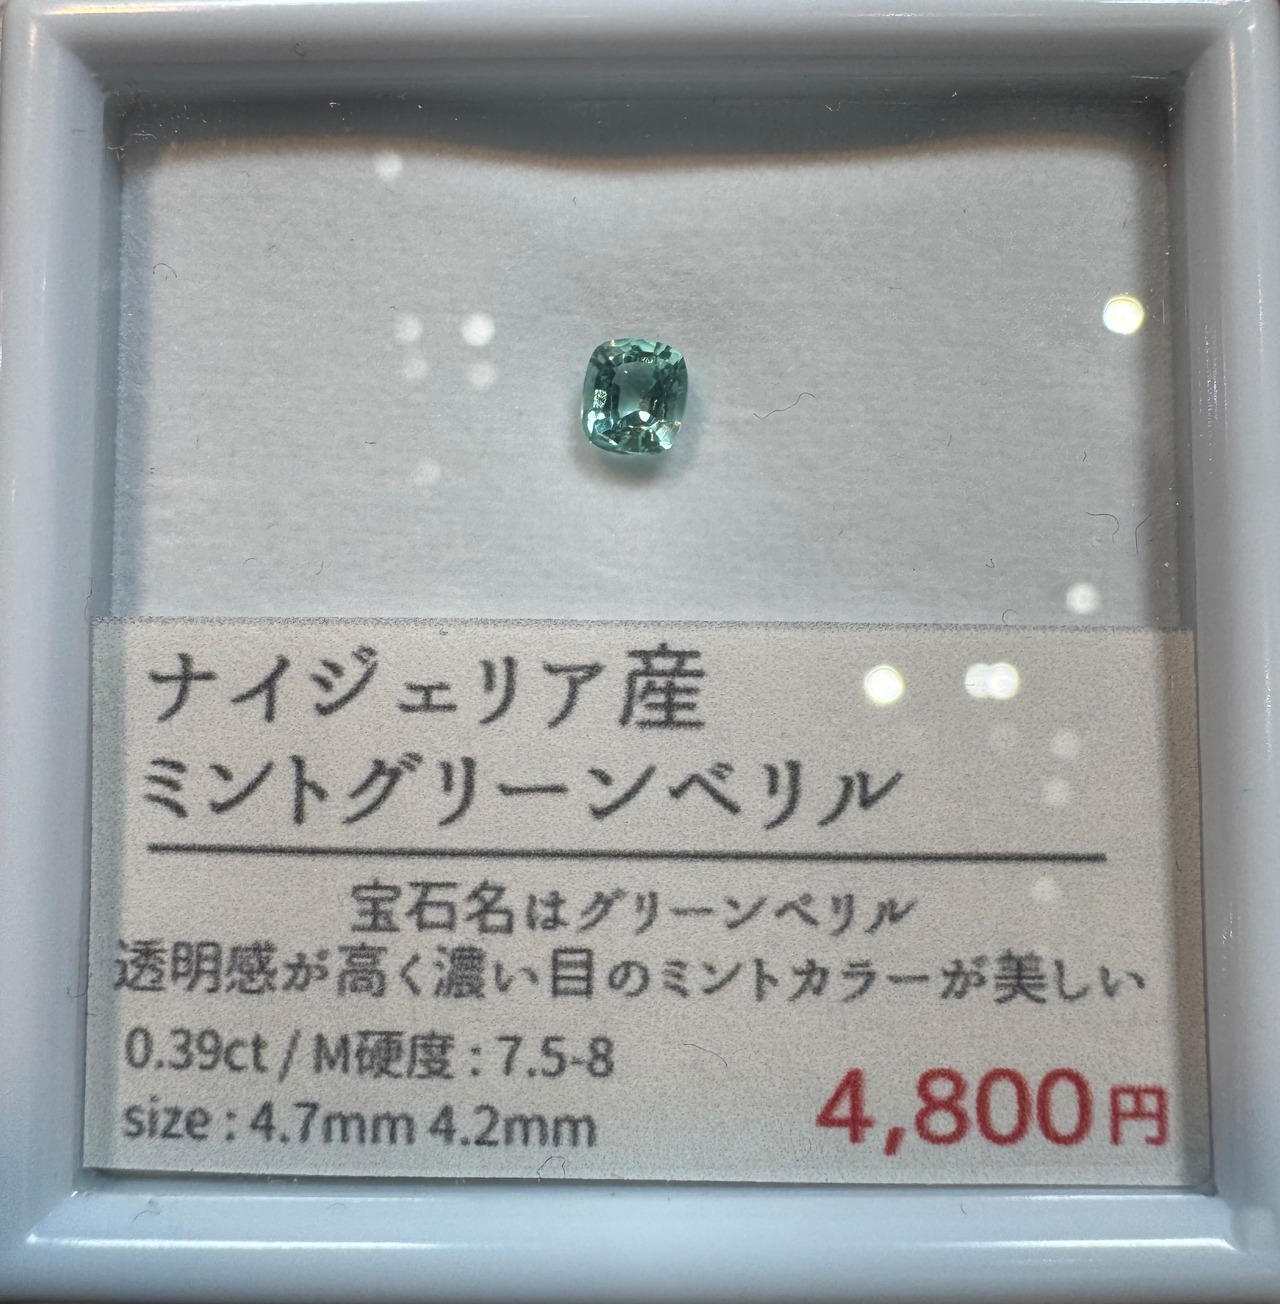 ナイジェリア産
ミントグリーンベリル
宝石名はグリーンベリル
透明感が高く濃い目のミントカラーが美しい
0.39ct / M硬度 : 7.5-8
size : 4.7mm 4.2mm
4,800円